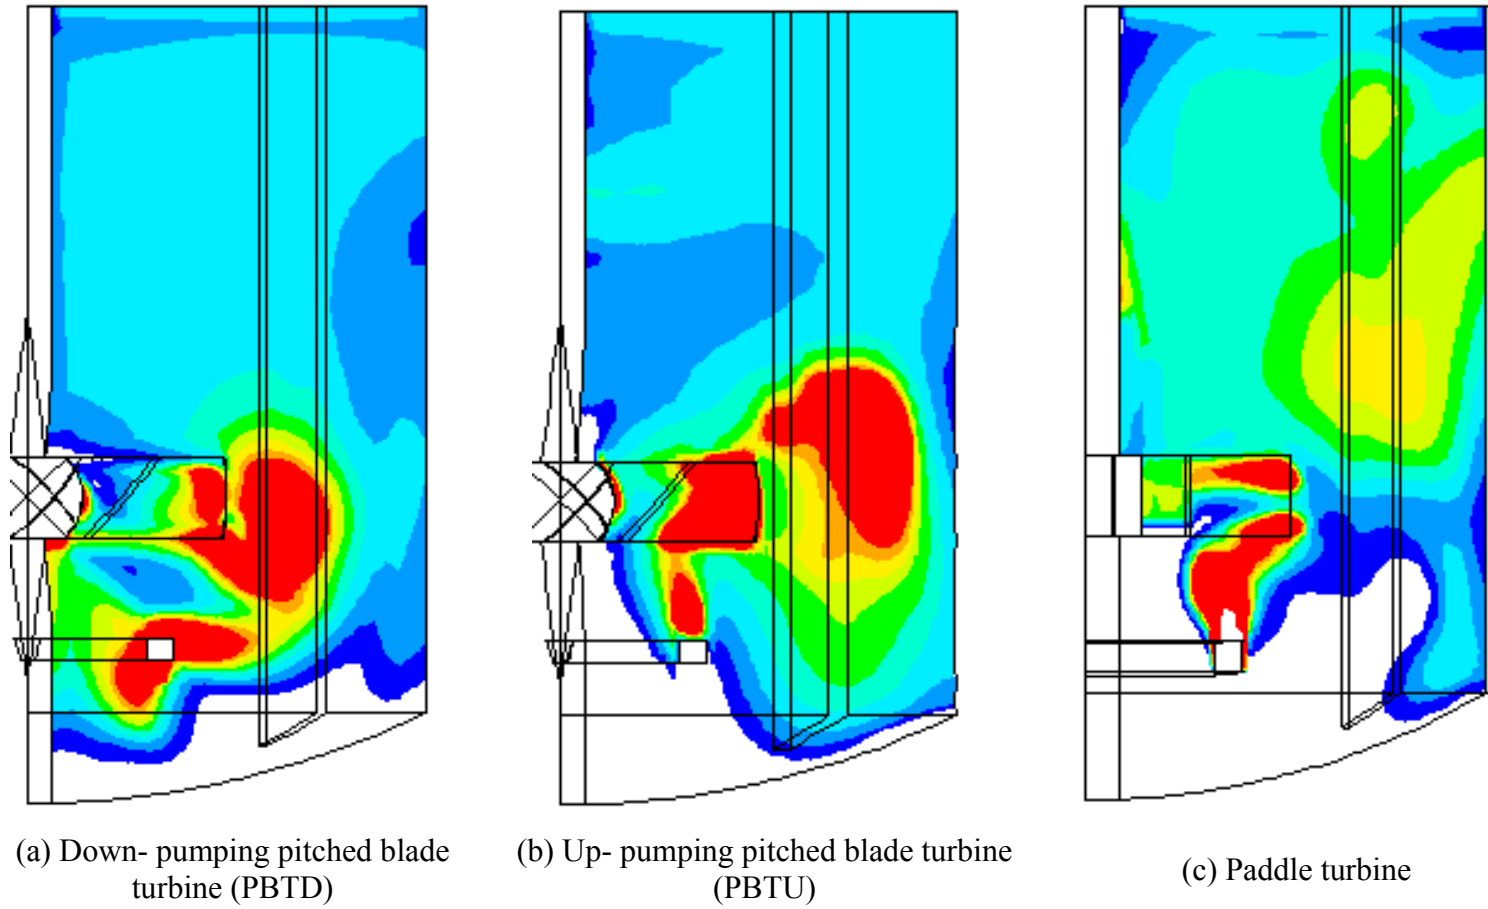 (a) Down- pumping pitched blade
turbine (PBTD)
(b) Up- pumping pitched blade turbine
(PBTU)
(c) Paddle turbine